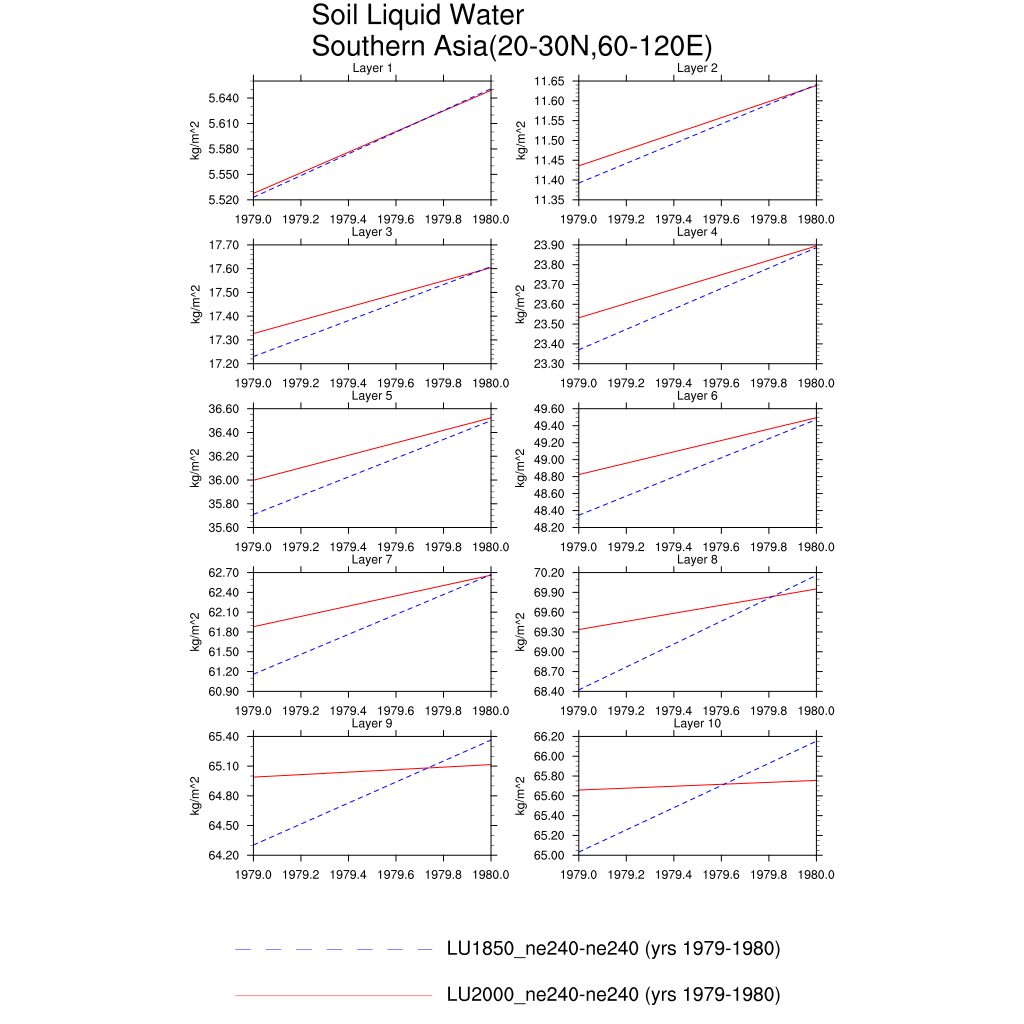 Soil Liquid Water
Southern Asia(20-30N,60-120E)
Layer 1
kg/m^2
5.640
5.610
5.580
5.550
5.520
1979.0 1979.2 1979.4 1979.6 1979.8 1980.0
Layer 2
kg/m^2
11.65
11.60
11.55
11.50
11.45
11.40
11.35
1979.0 1979.2 1979.4 1979.6 1979.8 1980.0
Layer 3
kg/m^2
17.70
17.60
17.50
17.40
17.30
17.20
1979.0 1979.2 1979.4 1979.6 1979.8 1980.0
Layer 4
kg/m^2
23.90
23.80
23.70
23.60
23.50
23.40
23.30
1979.0 1979.2 1979.4 1979.6 1979.8 1980.0
Layer 5
kg/m^2
36.60
36.40
36.20
36.00
35.80
35.60
1979.0 1979.2 1979.4 1979.6 1979.8 1980.0
Layer 6
kg/m^2
49.60
49.40
49.20
49.00
48.80
48.60
48.40
48.20
1979.0 1979.2 1979.4 1979.6 1979.8 1980.0
Layer 7
kg/m^2
62.70
62.40
62.10
61.80
61.50
61.20
60.90
1979.0 1979.2 1979.4 1979.6 1979.8 1980.0
Layer 8
kg/m^2
70.20
69.90
69.60
69.30
69.00
68.70
68.40
1979.0 1979.2 1979.4 1979.6 1979.8 1980.0
Layer 9
kg/m^2
65.40
65.10
64.80
64.50
64.20
1979.0 1979.2 1979.4 1979.6 1979.8 1980.0
Layer 10
kg/m^2
66.20
66.00
65.80
65.60
65.40
65.20
65.00
1979.0 1979.2 1979.4 1979.6 1979.8 1980.0
LU1850_ne240-ne240 (yrs 1979-1980)
LU2000_ne240-ne240 (yrs 1979-1980)